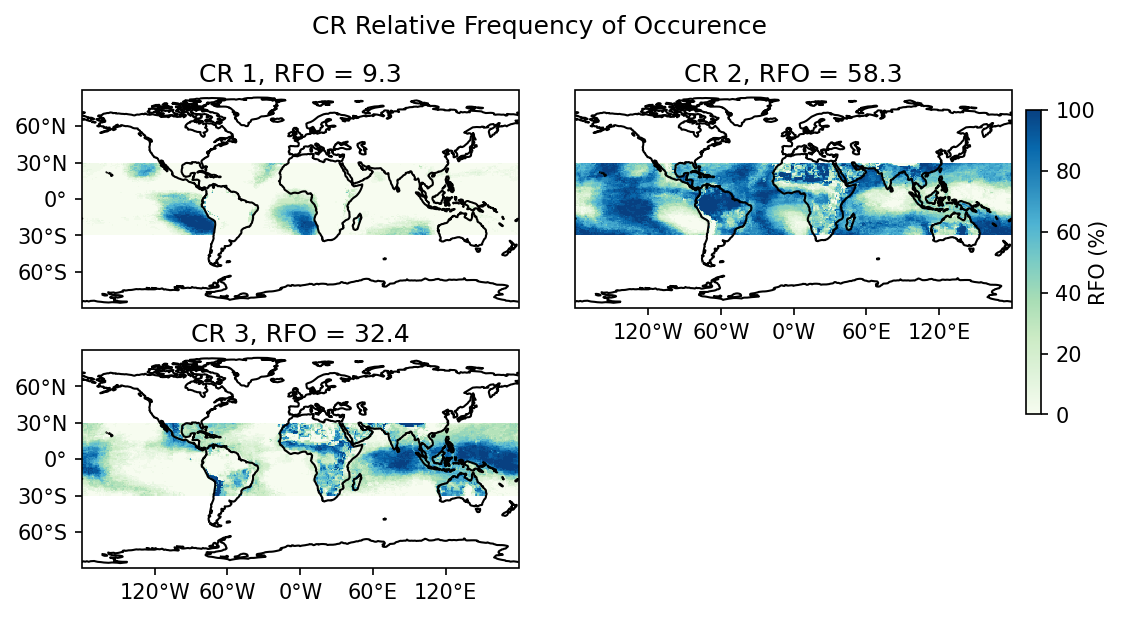 CR Relative Frequency of Occurence
CR 1, RFO = 9.3
60°N
30°N
0°
30°S
60°S
CR 2, RFO = 58.3
120°W 60°W 0°W 60°E 120°E
100
80
60
40
20
0
RFO (%)
CR 3, RFO = 32.4
60°N
30°N
0°
30°S
60°S
120°W 60°W 0°W 60°E 120°E